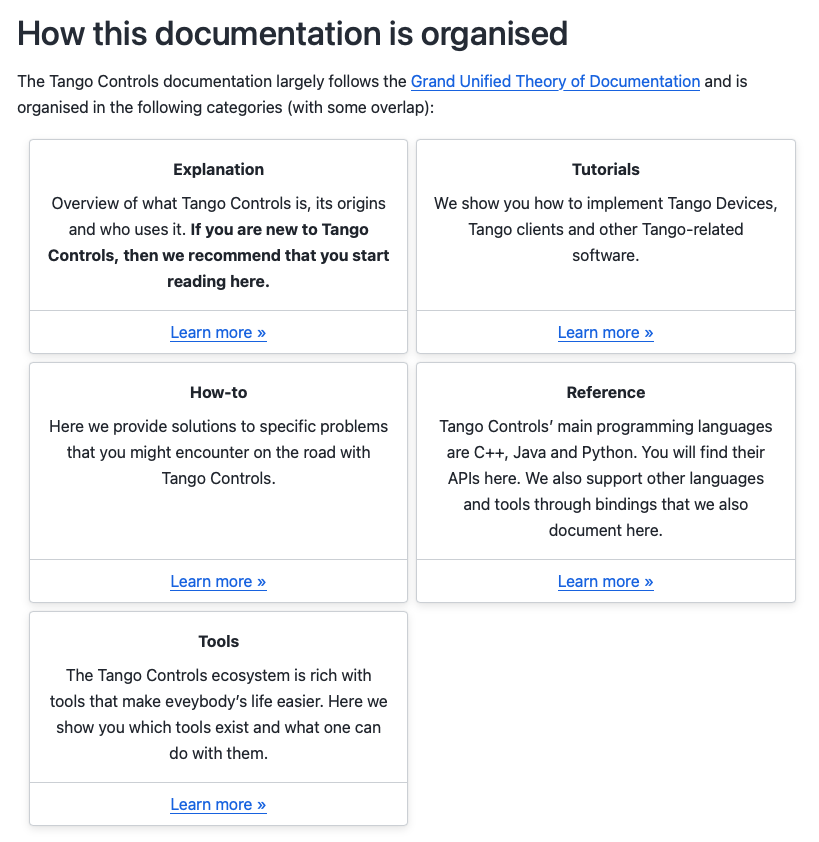 How this documentation is organised
The Tango Controls documentation largely follows the Grand Unified Theory of Documentation and is
organised in the following categories (with some overlap):
Explanation
Overview of what Tango Controls is, its origins
and who uses it. If you are new to Tango
Controls, then we recommend that you start
reading here.
Learn more »
Tutorials
We show you how to implement Tango Devices,
Tango clients and other Tango-related
software.
Learn more »
How-to
Here we provide solutions to specific problems
that you might encounter on the road with
Tango Controls.
Learn more »
Reference
Tango Controls’ main programming languages
are C++, Java and Python. You will find their
APIs here. We also support other languages
and tools through bindings that we also
document here.
Learn more »
Tools
The Tango Controls ecosystem is rich with
tools that make eveybody’s life easier. Here we
show you which tools exist and what one can
do with them.
Learn more »